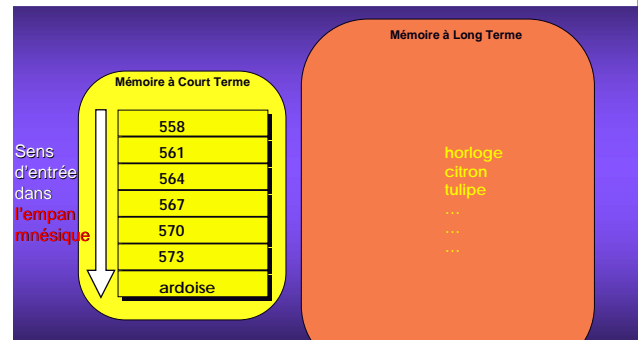 Mémoire à Long Terme
Mémoire à Court Terme
Sens
d'entrée
dans
l'empan
mnésique
558
561
564
567
570
573
ardoise
horloge
citron
tulipe
...
...
...